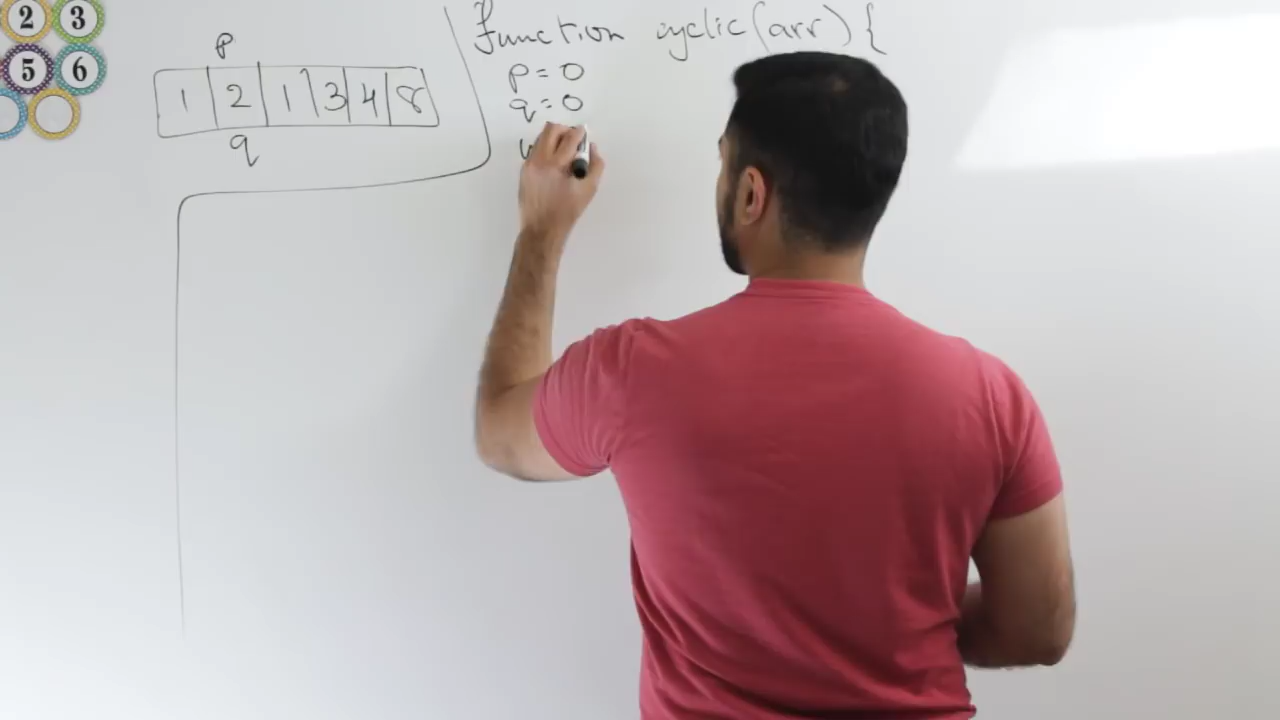 2 3
5 6
p
1 2 1 3 4 8
q
function cyclic(arr) {
p = 0
q = 0